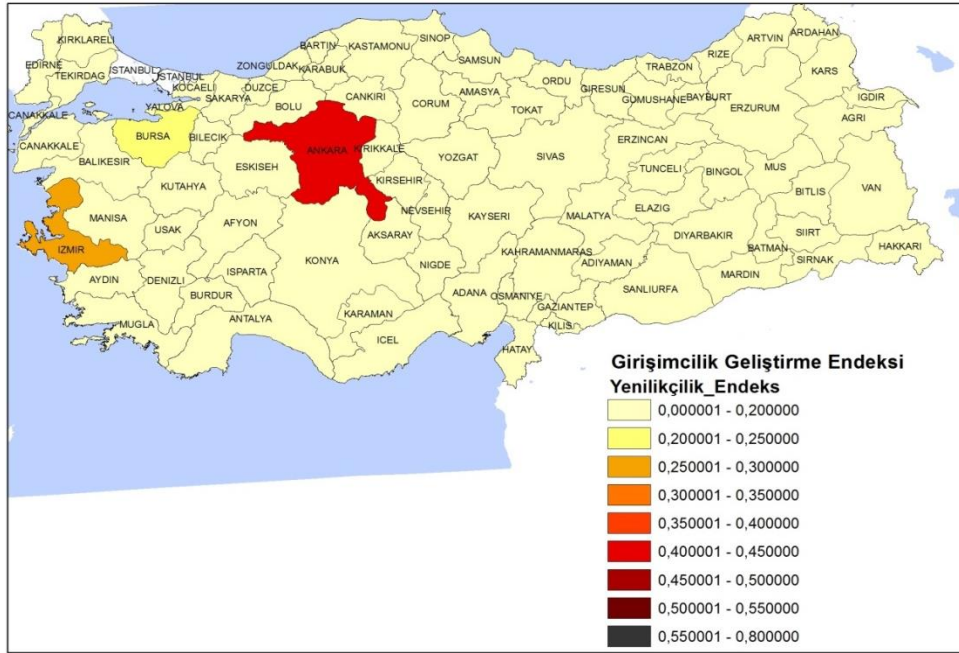 KIRKLARELI
EDIRNE
TEKIRDAG
ISTANBUL2
ISTANBUL
KOCAELI
YALOVA
SAKARYA
DUZCE
ZONGULDAK
BARTIN
KARABUK
KASTAMONU
SINOP
SAMSUN
ORDU
GIRESUN
TRABZON
RIZE
ARTVIN
ARDAHAN
KARS
IGDIR
AGRI
CANAKKALE
CANAKKALE
BALIKESIR
BURSA
BILECIK
BOLU
CANKIRI
CORUM
AMASYA
TOKAT
GUMUSHANE
BAYBURT
ERZURUM
ERZINCAN
ESKISEH
ANKARA
KIRIKKALE
YOZGAT
SIVAS
TUNCELI
BINGOL
MUS
BITLIS
VAN
KUTAHYA
MANISA
USAK
AFYON
KIRSEHIR
NEVSEHIR
KAYSERI
MALATYA
ELAZIG
DIYARBAKIR
BATMAN
SIIRT
SIRNAK
HAKKARI
IZMIR
AYDIN
DENIZLI
ISPARTA
BURDUR
KONYA
AKSARAY
NIGDE
KAHRAMANMARAS
ADIYAMAN
SANLIURFA
MARDIN
MUGLA
ANTALYA
KARAMAN
ICEL
ADANA
OSMANIYE
GAZIANTEP
KILIS
HATAY
Girişimcilik Geliştirme Endeksi
Yenilikçilik_Endeks
0,000001 - 0,200000
0,200001 - 0,250000
0,250001 - 0,300000
0,300001 - 0,350000
0,350001 - 0,400000
0,400001 - 0,450000
0,450001 - 0,500000
0,500001 - 0,550000
0,550001 - 0,800000